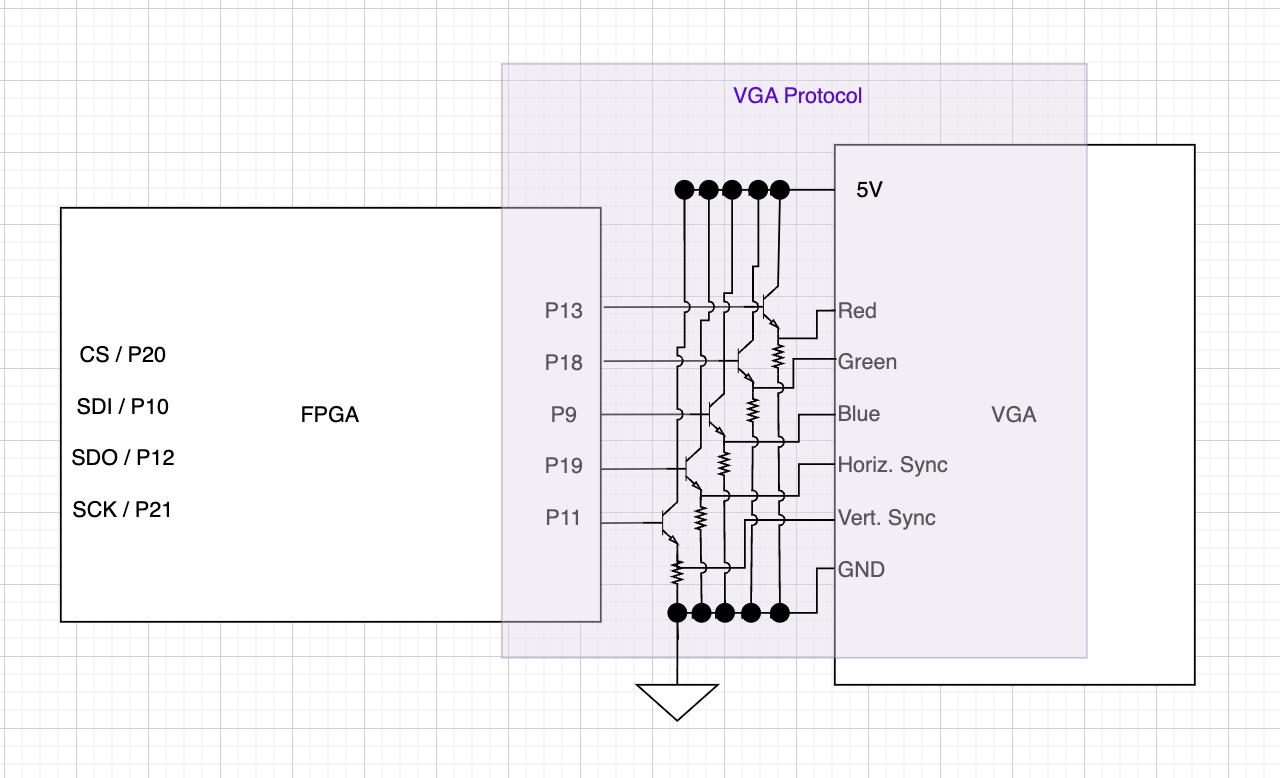 VGA Protocol
5V
P13
Red
CS / P20
P18
Green
SDI / P10
FPGA
P9
Blue
VGA
SDO / P12
P19
Horiz. Sync
SCK / P21
P11
Vert. Sync
GND